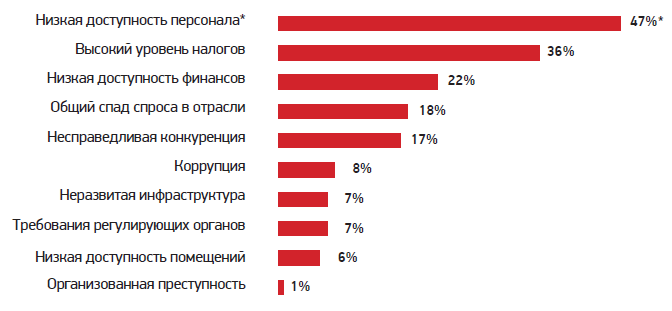 Низкая доступность персонала* 47%*
Высокий уровень налогов 36%
Низкая доступность финансов 22%
Общий спад спроса в отрасли 18%
Несправедливая конкуренция 17%
Коррупция 8%
Неразвитая инфраструктура 7%
Требования регулирующих органов 7%
Низкая доступность помещений 6%
Организованная преступность 1%